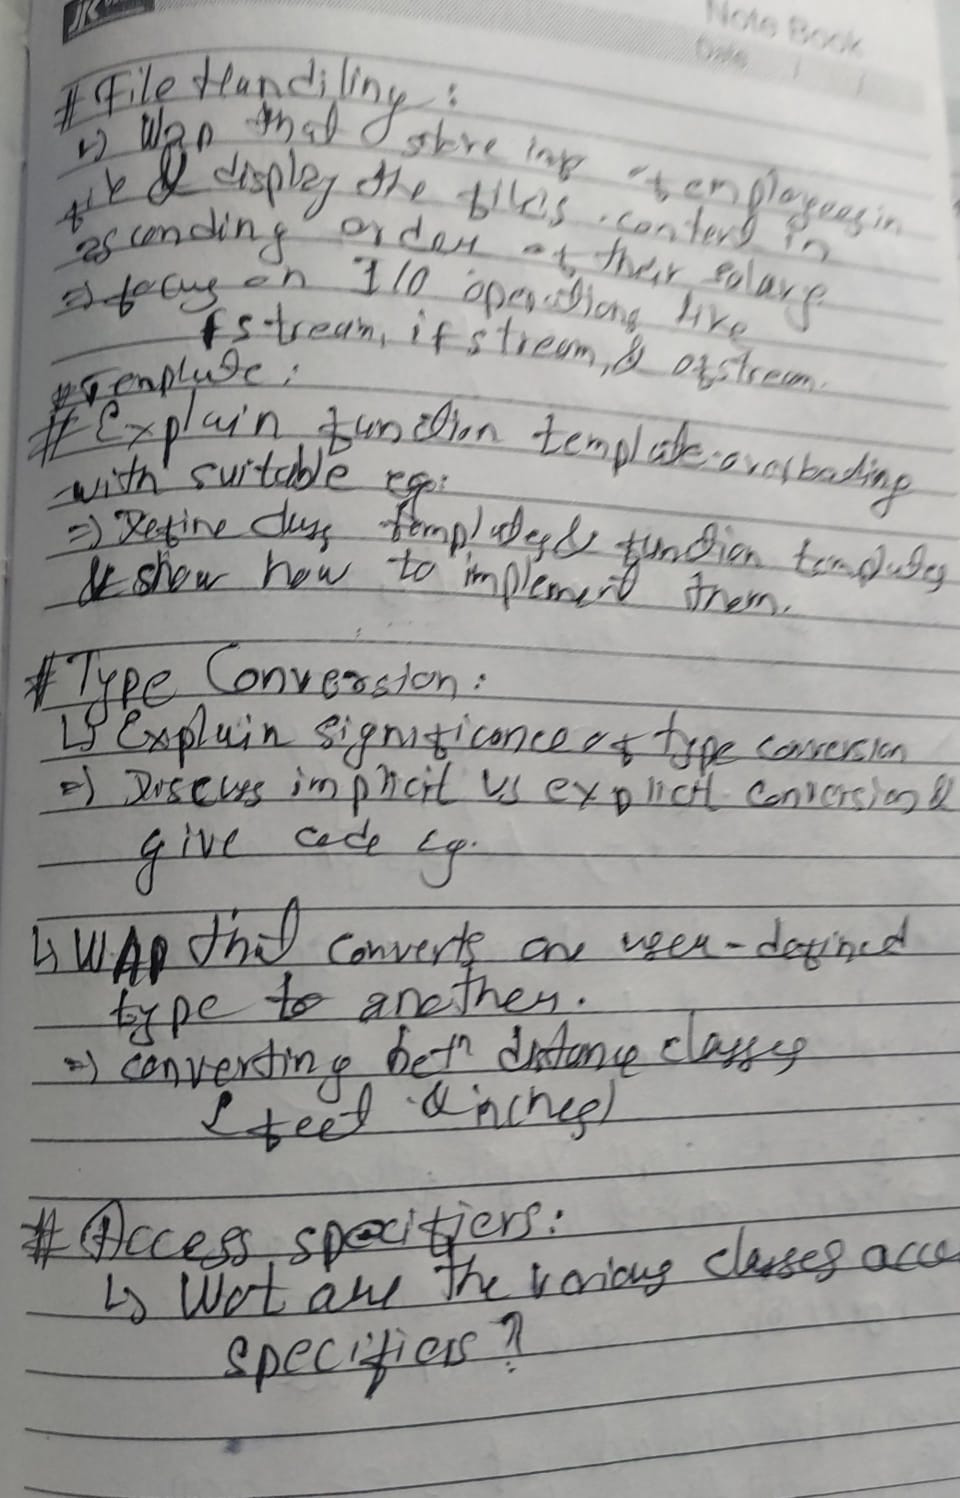 JK
Note Book
Date / /
# File Handiling :
↳ Wap that store info of employees in
file & display the file's content in
ascending order of their salary.
=> focus on I/O operations like
fstream, ifstream, & ofstream.
# Template :
# Explain function template overloading
with suitable eg:
=> Define class templates & function templates
& show how to implement them.
# Type Conversion :
↳ Explain significance of type conversion
=> Discuss implicit vs explicit conversion &
give code eg.
↳ WAP that converts one user-defined
type to another.
=> converting betn distance classes
(feet & inches)
# Access specifiers :
↳ Wat are the various classes acce
specifiers ?